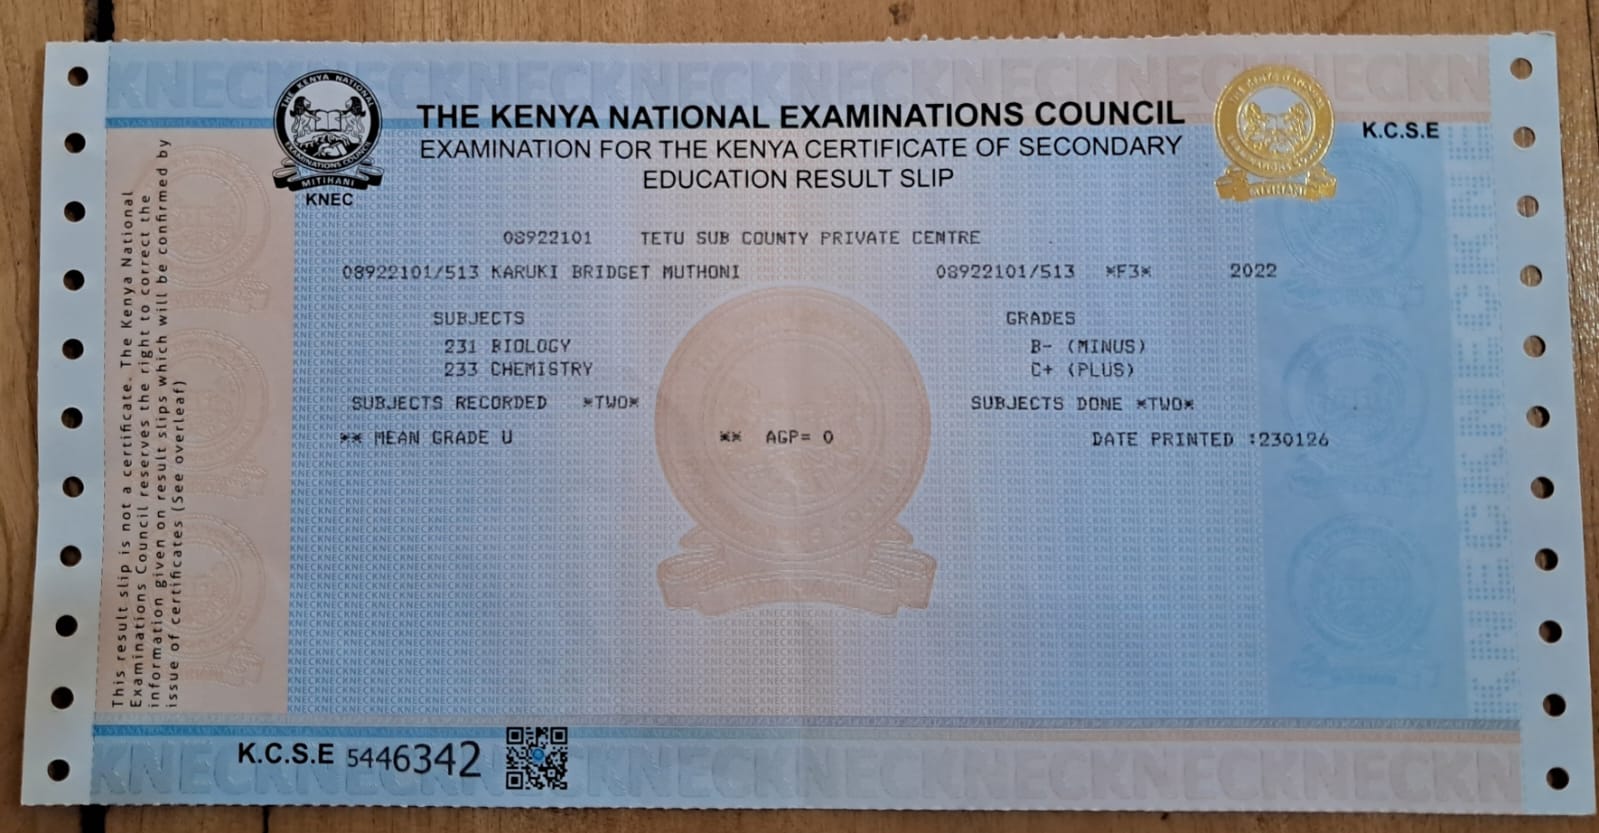 THE KENYA NATIONAL EXAMINATIONS COUNCIL
EXAMINATION FOR THE KENYA CERTIFICATE OF SECONDARY
EDUCATION RESULT SLIP
K.C.S.E
THE KENYA NATIONAL EXAMINATIONS COUNCIL
MITIHANI
KNEC
MITIHANI
08922101 TETU SUB COUNTY PRIVATE CENTRE
08922101/513 KARUKI BRIDGET MUTHONI 08922101/513 *F3* 2022
SUBJECTS GRADES
231 BIOLOGY B- (MINUS)
233 CHEMISTRY C+ (PLUS)
SUBJECTS RECORDED *TWO* SUBJECTS DONE *TWO*
** MEAN GRADE U ** AGP= 0 DATE PRINTED :230126
This result slip is not a certificate. The Kenya National
Examinations Council reserves the right to correct the
information given on result slips which will be confirmed by
issue of certificates (See overleaf)
K.C.S.E 5446342